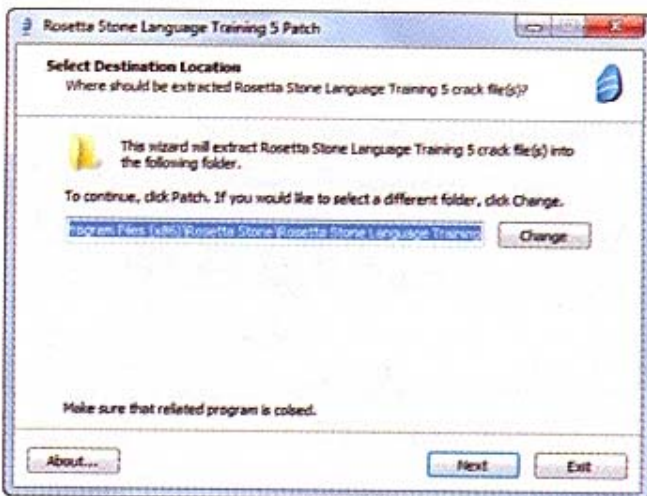 Rosetta Stone Language Training 5 Patch
Select Destination Location
Where should be extracted Rosetta Stone Language Training 5 crack file(s)?
This wizard will extract Rosetta Stone Language Training 5 crack file(s) into
the following folder.
To continue, click Patch. If you would like to select a different folder, click Change.
rogram Files (x86)\Rosetta Stone\Rosetta Stone Language Training
Change
Make sure that reliated program is colsed.
About...
Next
Exit